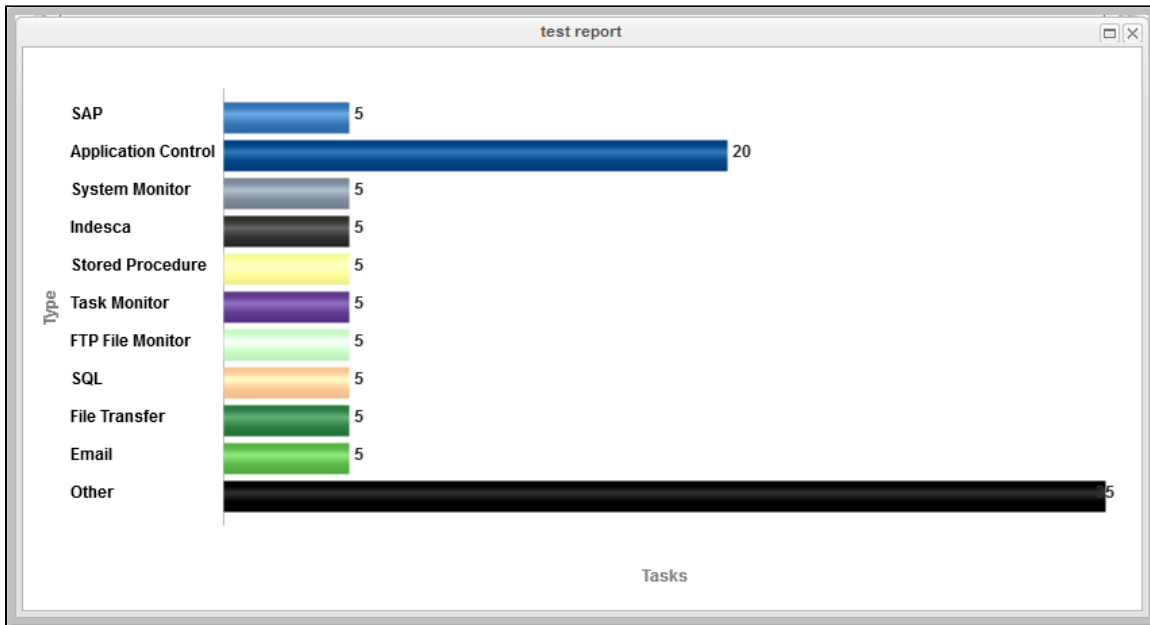 test report
SAP 5
Application Control 20
System Monitor 5
Indesca 5
Stored Procedure 5
Type
Task Monitor 5
FTP File Monitor 5
SQL 5
File Transfer 5
Email 5
Other 35
Tasks